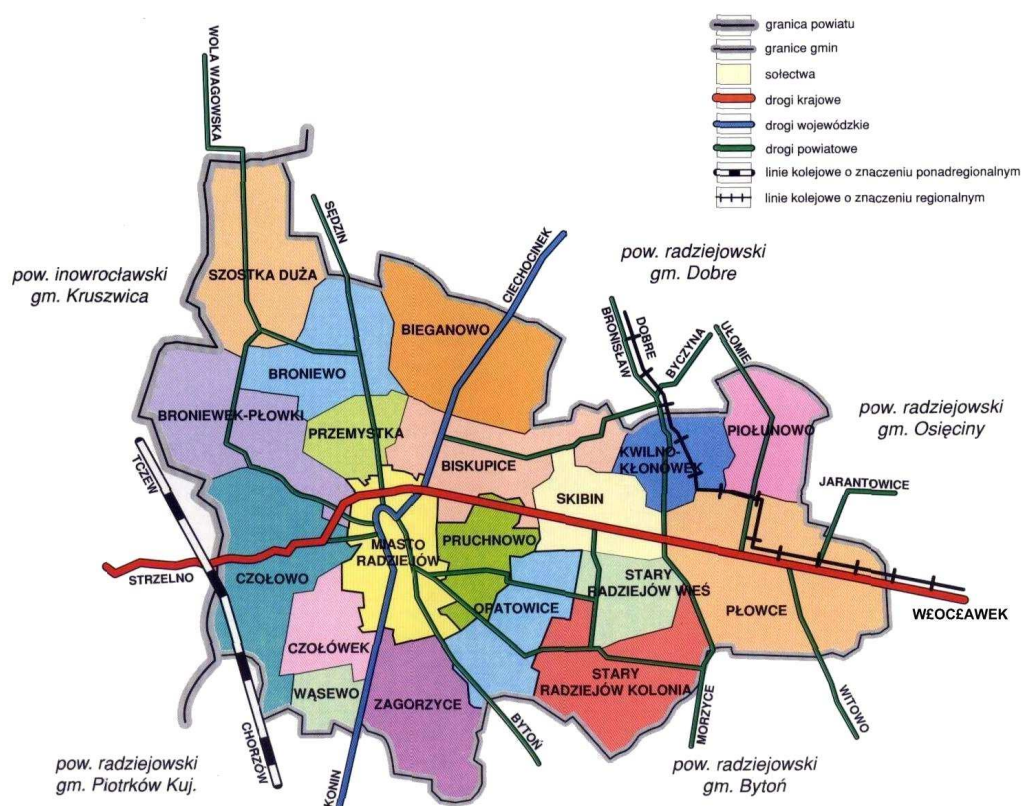 granica powiatu
granice gmin
sołectwa
drogi krajowe
drogi wojewódzkie
drogi powiatowe
linie kolejowe o znaczeniu ponadregionalnym
linie kolejowe o znaczeniu regionalnym
WOLA WAGOWSKA
SĘDZIN
CIECHOCINEK
pow. inowrocławski
gm. Kruszwica
pow. radziejowski
gm. Dobre
SZOSTKA DUŻA
BIEGANOWO
BRONISŁAW
DOBRE
BYCZYNA
UŁOMIE
BRONIEWO
BRONIEWEK-PŁOWKI
PRZEMYSTKA
BISKUPICE
KWILNO-
KŁONÓWEK
PIOŁUNOWO
pow. radziejowski
gm. Osięciny
JARANTOWICE
TCZEW
SKIBIN
MIASTO
RADZIEJÓW
PRUCHNOWO
STRZELNO
CZOŁOWO
STARY
RADZIEJÓW WIEŚ
OPATOWICE
PŁOWCE
W£OC£AWEK
CZOŁÓWEK
WĄSEWO
ZAGORZYCE
STARY
RADZIEJÓW KOLONIA
CHORZÓW
KONIN
BYTOŃ
MORZYCE
WITOWO
pow. radziejowski
gm. Piotrków Kuj.
pow. radziejowski
gm. Bytoń